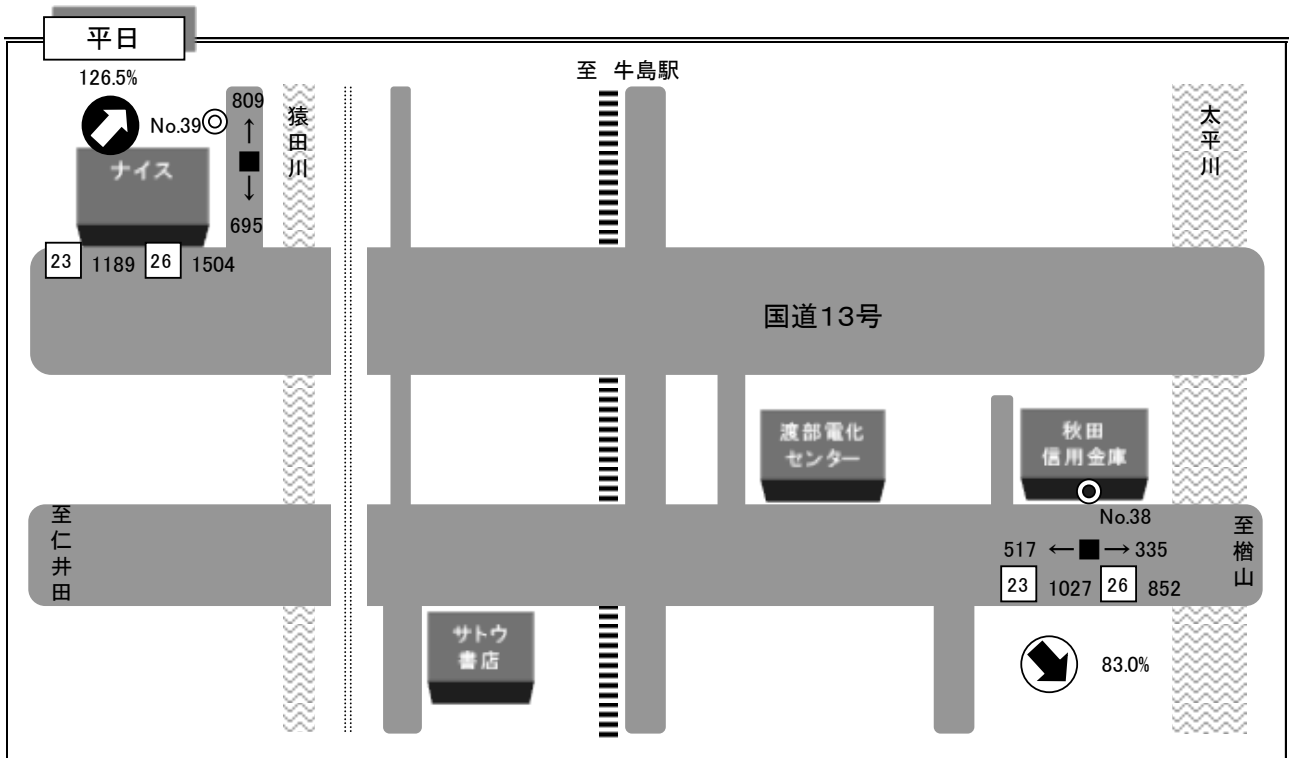 平日
126.5%
至 牛島駅
809
No.39
↑
猿田川
太平川
ナイス
↓
695
23 1189 26 1504
国道13号
渡部電化
センター
秋田
信用金庫
No.38
至仁井田
517 ←■→ 335
至楢山
23 1027 26 852
サトウ
書店
83.0%